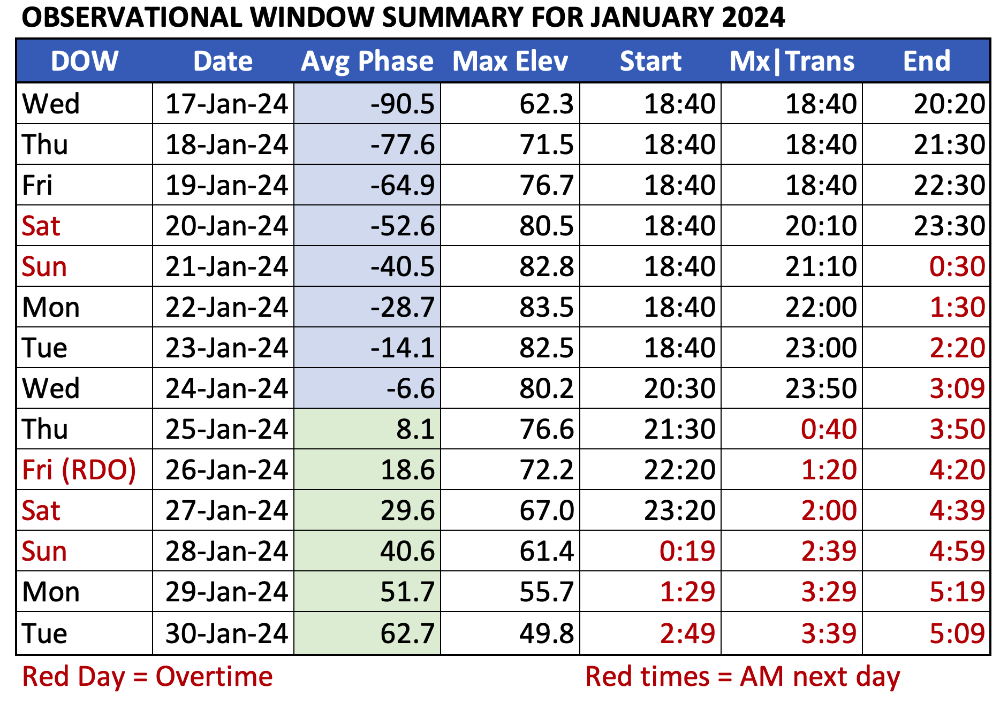 OBSERVATIONAL WINDOW SUMMARY FOR JANUARY 2024
DOW Date Avg Phase Max Elev Start Mx|Trans End
Wed 17-Jan-24 -90.5 62.3 18:40 18:40 20:20
Thu 18-Jan-24 -77.6 71.5 18:40 18:40 21:30
Fri 19-Jan-24 -64.9 76.7 18:40 18:40 22:30
Sat 20-Jan-24 -52.6 80.5 18:40 20:10 23:30
Sun 21-Jan-24 -40.5 82.8 18:40 21:10 0:30
Mon 22-Jan-24 -28.7 83.5 18:40 22:00 1:30
Tue 23-Jan-24 -14.1 82.5 18:40 23:00 2:20
Wed 24-Jan-24 -6.6 80.2 20:30 23:50 3:09
Thu 25-Jan-24 8.1 76.6 21:30 0:40 3:50
Fri (RDO) 26-Jan-24 18.6 72.2 22:20 1:20 4:20
Sat 27-Jan-24 29.6 67.0 23:20 2:00 4:39
Sun 28-Jan-24 40.6 61.4 0:19 2:39 4:59
Mon 29-Jan-24 51.7 55.7 1:29 3:29 5:19
Tue 30-Jan-24 62.7 49.8 2:49 3:39 5:09
Red Day = Overtime Red times = AM next day